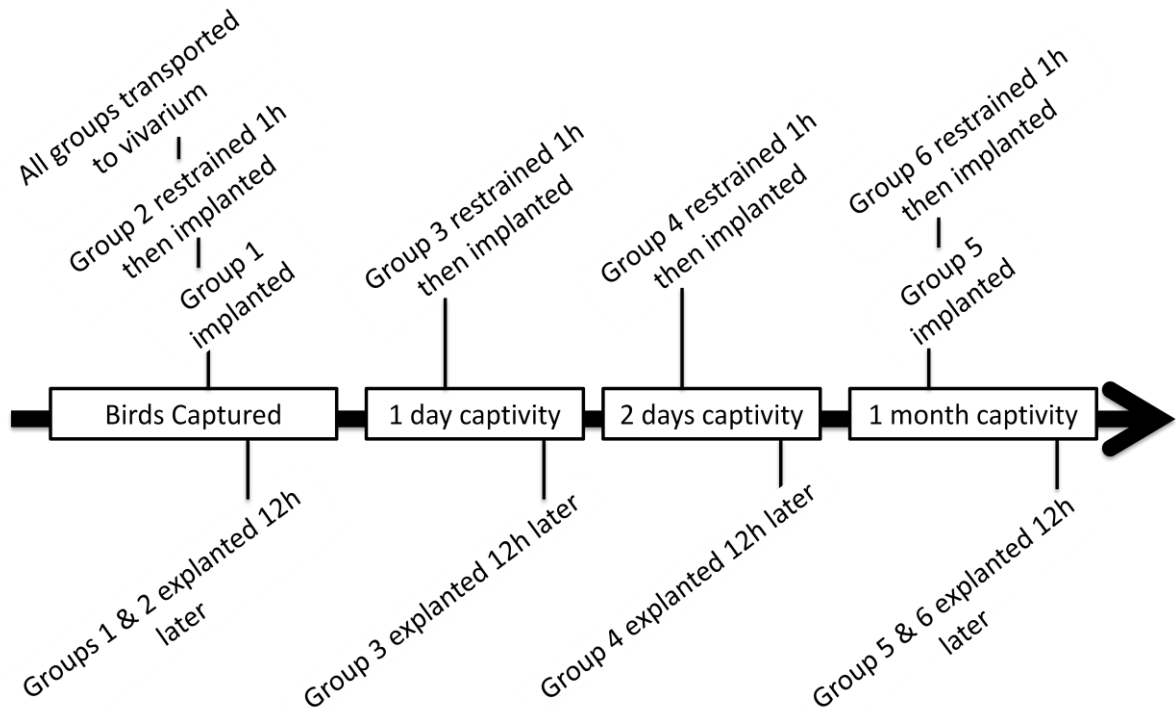 All groups transported
to vivarium
Group 2 restrained 1h
then implanted
Group 1
implanted
Group 3 restrained 1h
then implanted
Group 4 restrained 1h
then implanted
Group 6 restrained 1h
then implanted
Group 5
implanted
Birds Captured
1 day captivity
2 days captivity
1 month captivity
Groups 1 & 2 explanted 12h
later
Group 3 explanted 12h later
Group 4 explanted 12h later
Group 5 & 6 explanted 12h
later